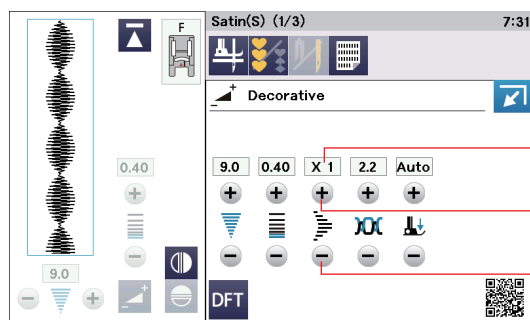 F
Satin(S) (1/3) 7:31
Decorative
0.40
9.0 0.40 X 1 2.2 Auto
9.0
DFT